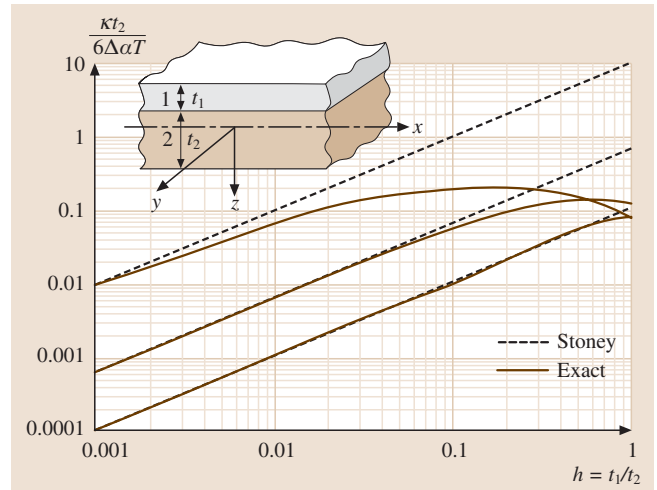 κt₂
6ΔαT
10
1
0.1
0.01
0.001
0.0001
1
t₁
2
t₂
x
y
z
Stoney
Exact
0.001
0.01
0.1
1
h = t₁/t₂